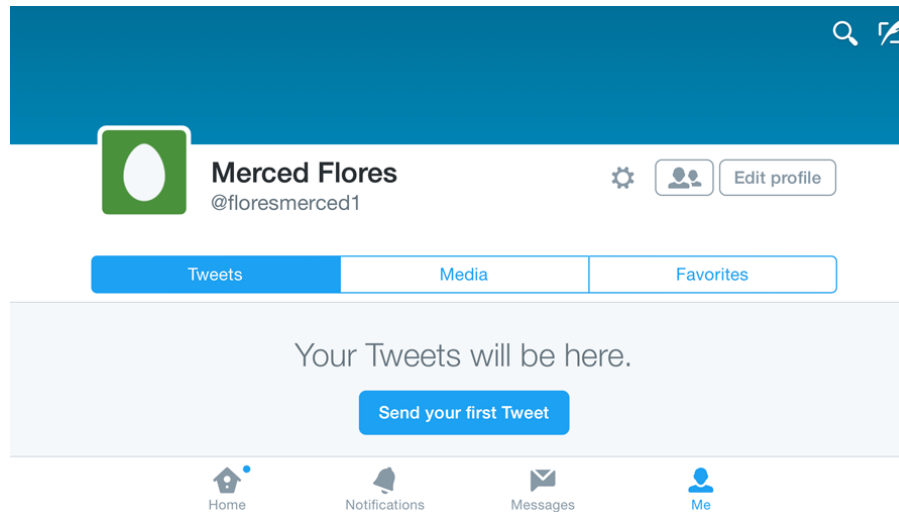 Merced Flores
@floresmerced1
Edit profile
Tweets
Media
Favorites
Your Tweets will be here.
Send your first Tweet
Home
Notifications
Messages
Me